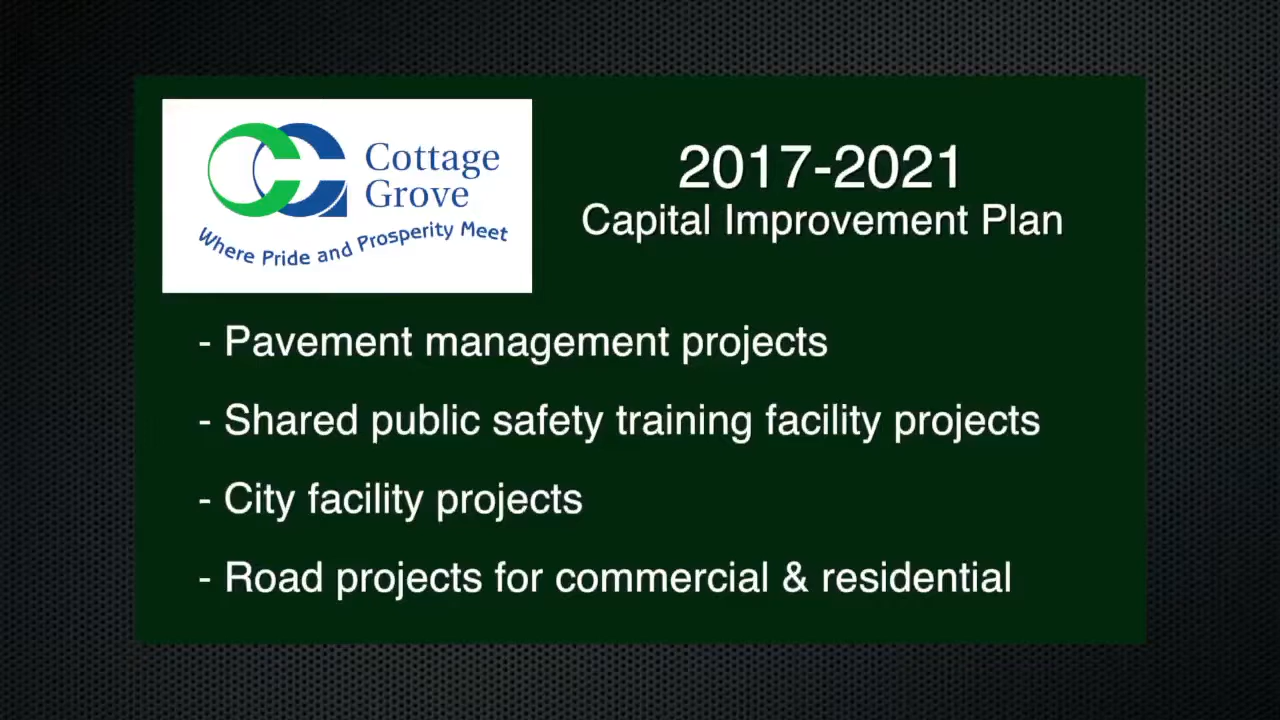 Cottage
Grove
Where Pride and Prosperity Meet
2017-2021
Capital Improvement Plan
- Pavement management projects
- Shared public safety training facility projects
- City facility projects
- Road projects for commercial & residential